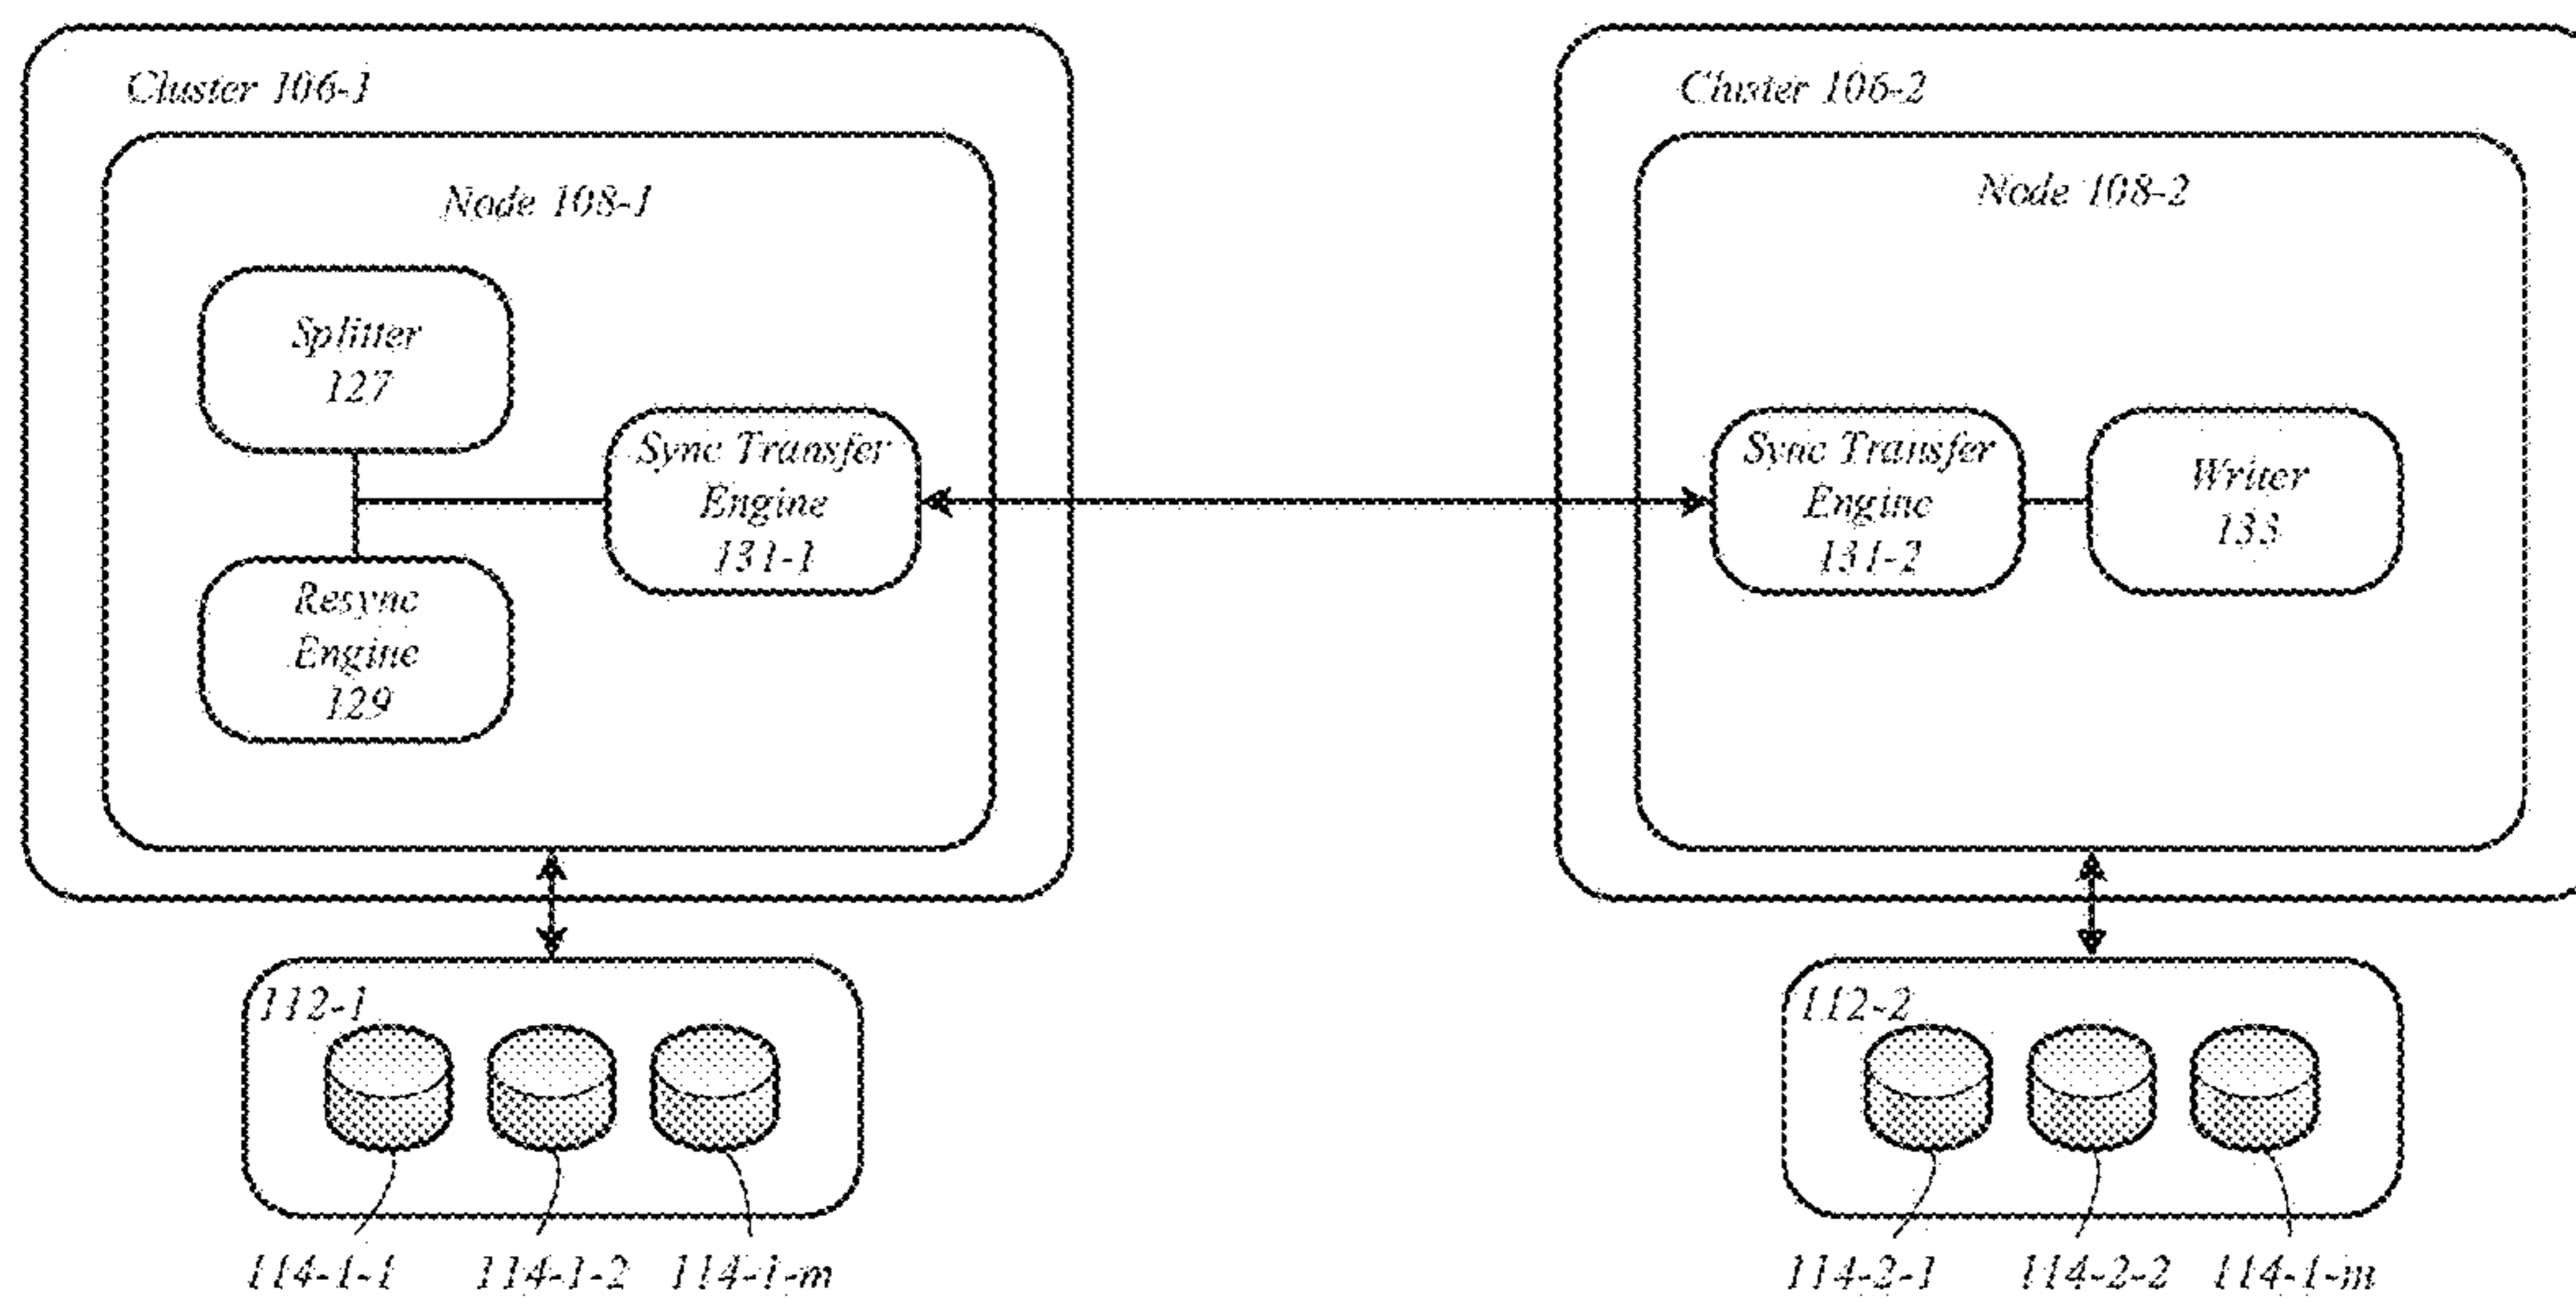 Cluster 106-1
Node 108-1
Splitter
127
Sync Transfer
Engine
131-1
Resync
Engine
129
112-1
114-1-1
114-1-2
114-1-m
Cluster 106-2
Node 108-2
Sync Transfer
Engine
131-2
Writer
133
112-2
114-2-1
114-2-2
114-1-m